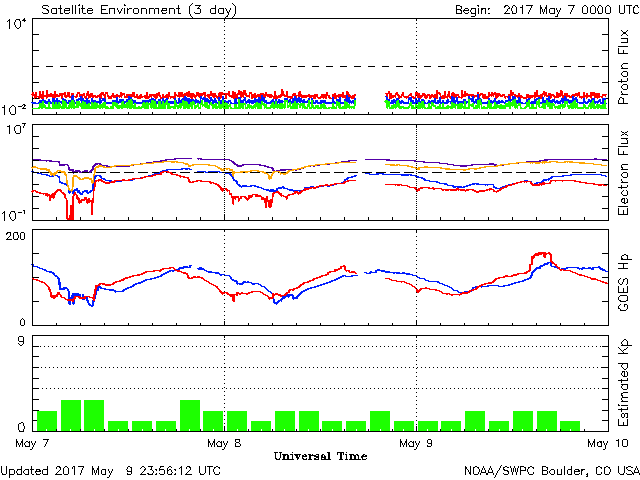 Satellite Environment (3 day)
Begin: 2017 May 7 0000 UTC
10⁴
10⁻²
Proton Flux
10⁷
10⁻¹
Electron Flux
200
0
GOES Hp
9
0
Estimated Kp
May 7
May 8
May 9
May 10
Universal Time
Updated 2017 May 9 23:56:12 UTC
NOAA/SWPC Boulder, CO USA